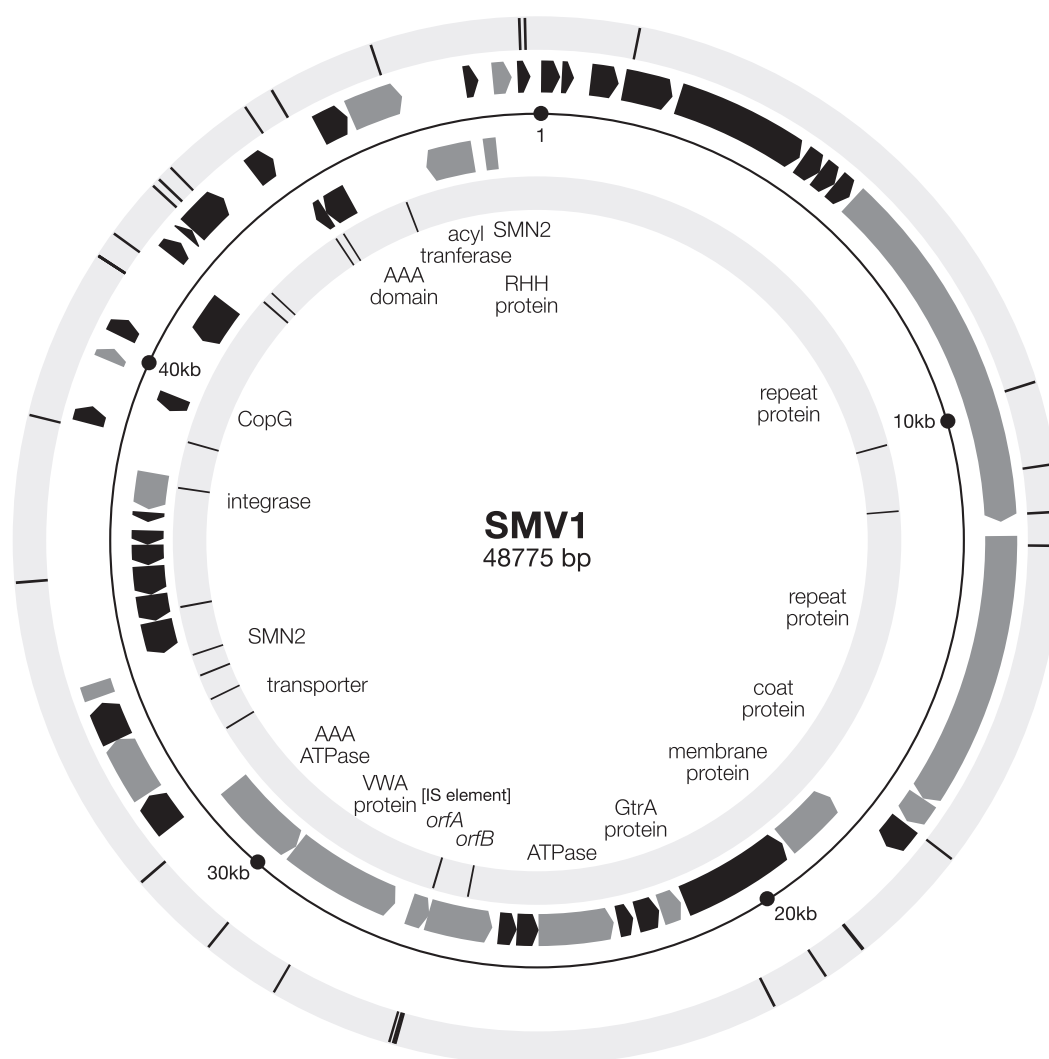 1
SMN2
acyl
tranferase
RHH
protein
AAA
domain
40kb
CopG
repeat
protein
10kb
integrase
SMV1
48775 bp
repeat
protein
SMN2
transporter
coat
protein
AAA
ATPase
membrane
protein
VWA
protein
[IS element]
orfA
orfB
GtrA
protein
ATPase
30kb
20kb